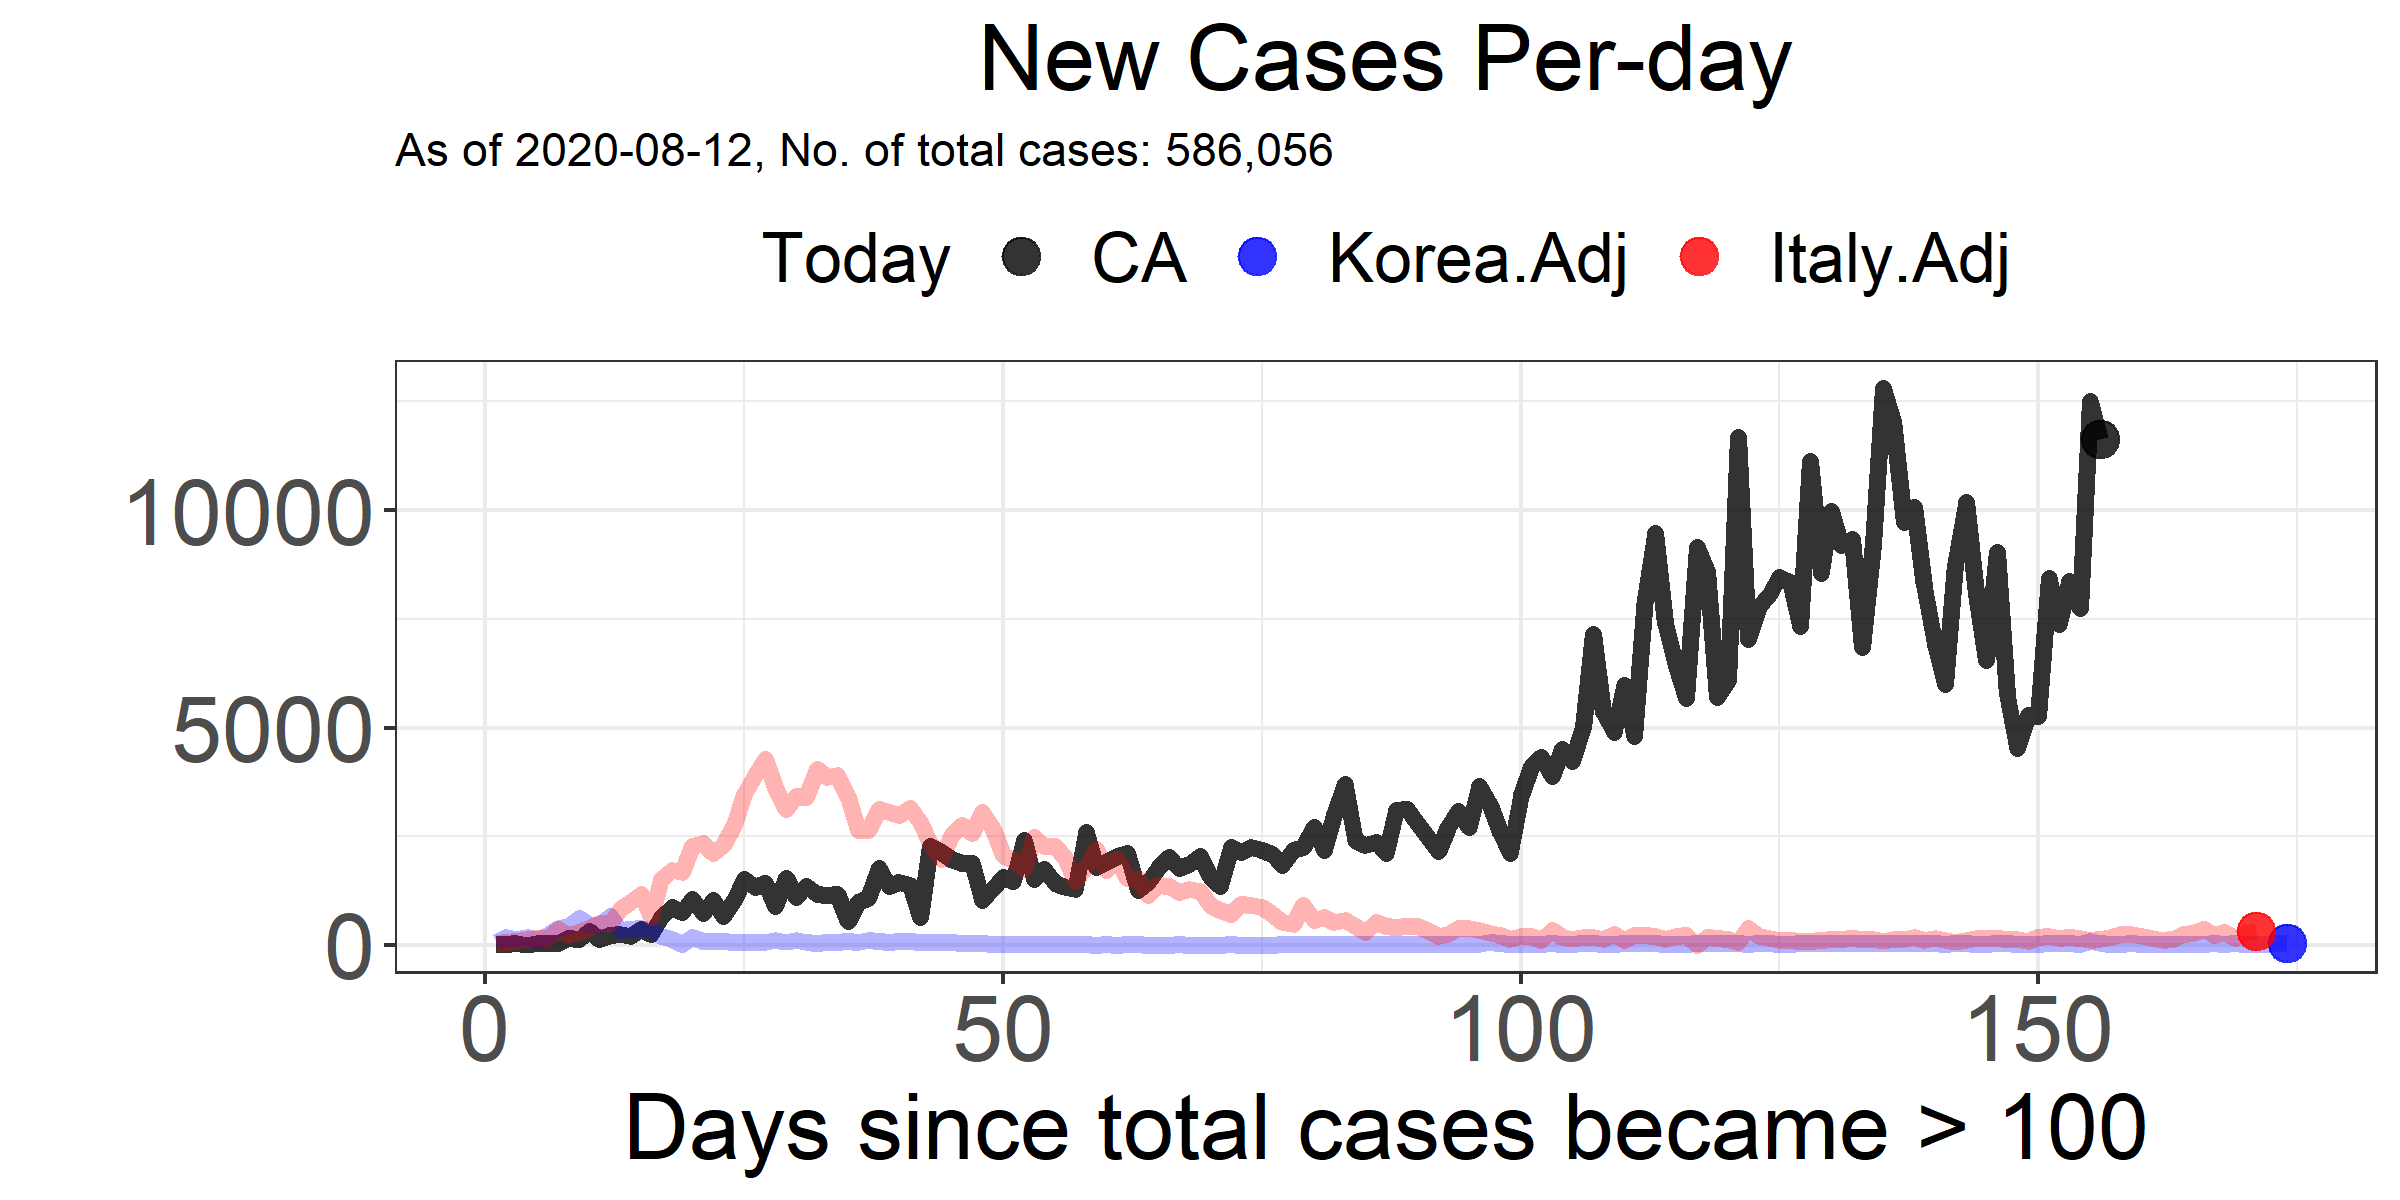 New Cases Per-day
As of 2020-08-12, No. of total cases: 586,056
Today CA Korea.Adj Italy.Adj
10000
5000
0
0 50 100 150
Days since total cases became > 100